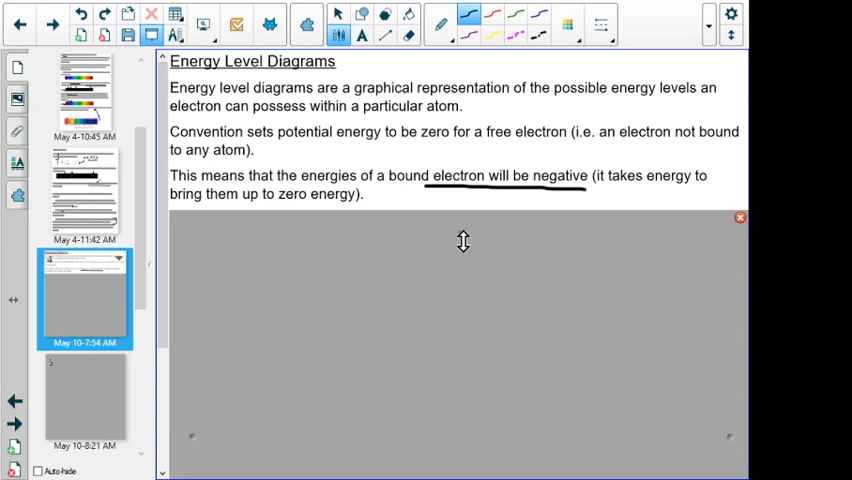 Energy Level Diagrams
Energy level diagrams are a graphical representation of the possible energy levels an
electron can possess within a particular atom.
Convention sets potential energy to be zero for a free electron (i.e. an electron not bound
to any atom).
This means that the energies of a bound electron will be negative (it takes energy to
bring them up to zero energy).
May 4-10:45 AM
May 4-11:42 AM
May 10-7:54 AM
May 10-8:21 AM
Auto-hide